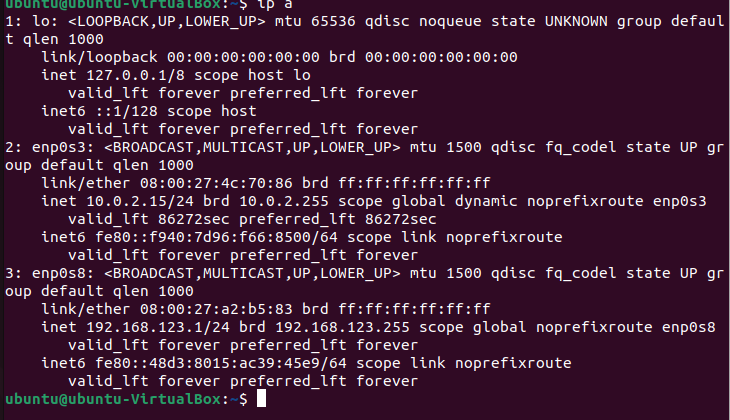 ubuntu@ubuntu-VirtualBox:~$ ip a
1: lo: <LOOPBACK,UP,LOWER_UP> mtu 65536 qdisc noqueue state UNKNOWN group defaul
t qlen 1000
    link/loopback 00:00:00:00:00:00 brd 00:00:00:00:00:00
    inet 127.0.0.1/8 scope host lo
       valid_lft forever preferred_lft forever
    inet6 ::1/128 scope host
       valid_lft forever preferred_lft forever
2: enp0s3: <BROADCAST,MULTICAST,UP,LOWER_UP> mtu 1500 qdisc fq_codel state UP gr
oup default qlen 1000
    link/ether 08:00:27:4c:70:86 brd ff:ff:ff:ff:ff:ff
    inet 10.0.2.15/24 brd 10.0.2.255 scope global dynamic noprefixroute enp0s3
       valid_lft 86272sec preferred_lft 86272sec
    inet6 fe80::f940:7d96:f66:8500/64 scope link noprefixroute
       valid_lft forever preferred_lft forever
3: enp0s8: <BROADCAST,MULTICAST,UP,LOWER_UP> mtu 1500 qdisc fq_codel state UP gr
oup default qlen 1000
    link/ether 08:00:27:a2:b5:83 brd ff:ff:ff:ff:ff:ff
    inet 192.168.123.1/24 brd 192.168.123.255 scope global noprefixroute enp0s8
       valid_lft forever preferred_lft forever
    inet6 fe80::48d3:8015:ac39:45e9/64 scope link noprefixroute
       valid_lft forever preferred_lft forever
ubuntu@ubuntu-VirtualBox:~$